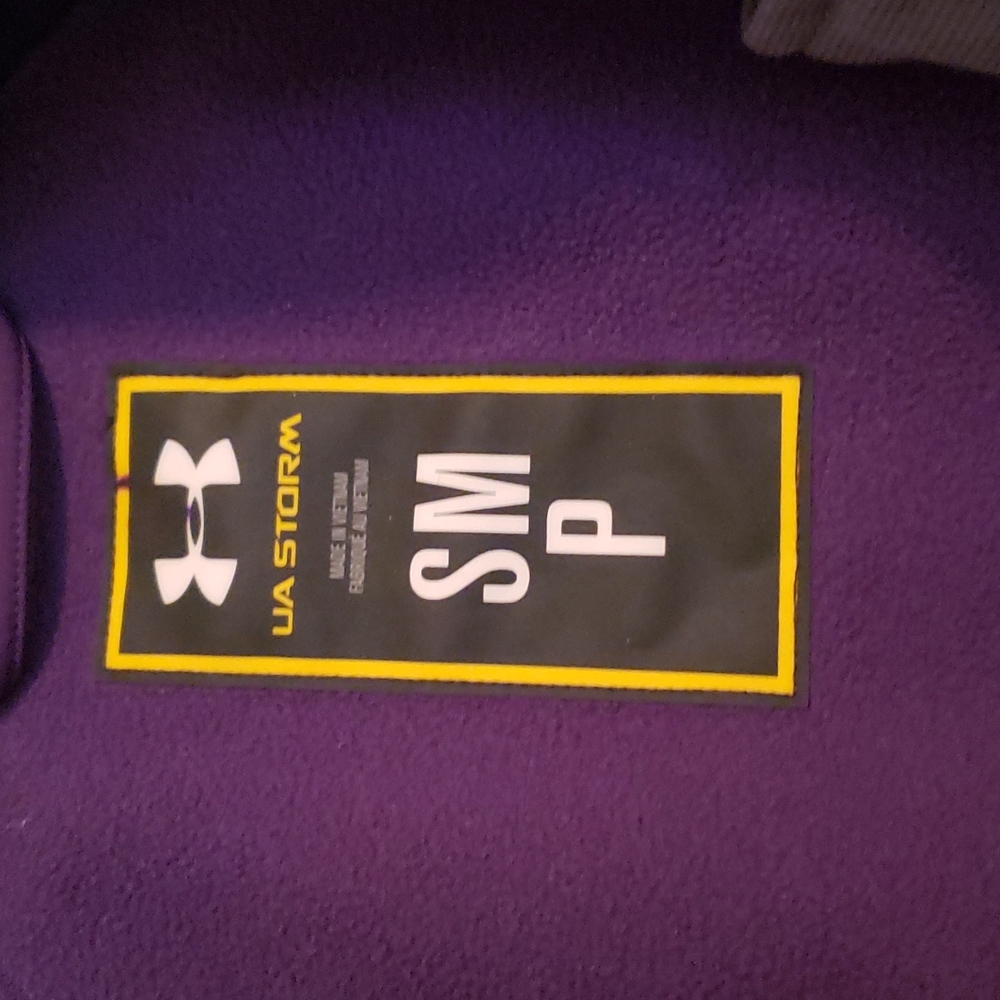 UA STORM
MADE IN VIETNAM
FABRIQUÉ AU VIETNAM
SM
P